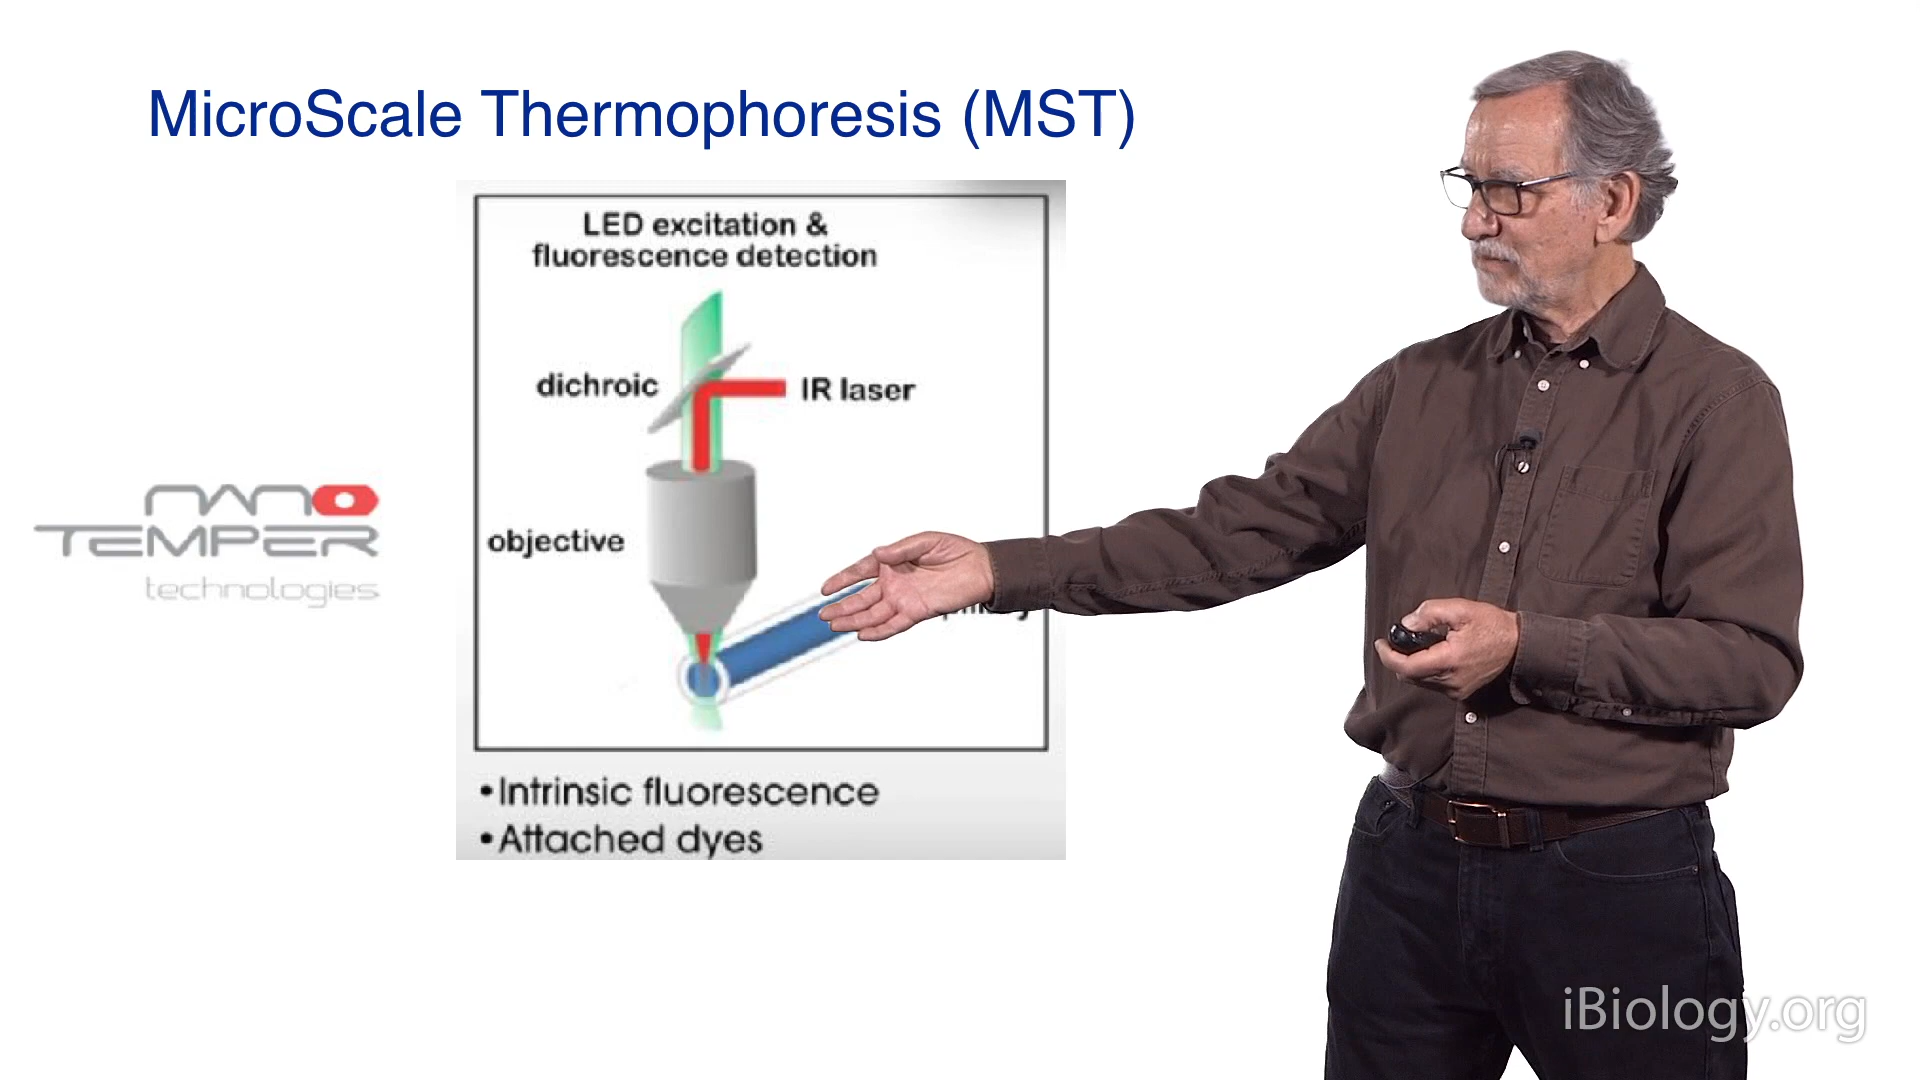 MicroScale Thermophoresis (MST)
LED excitation &
fluorescence detection
dichroic
IR laser
objective
NANO
TEMPER
technologies
•Intrinsic fluorescence
•Attached dyes
iBiology.org